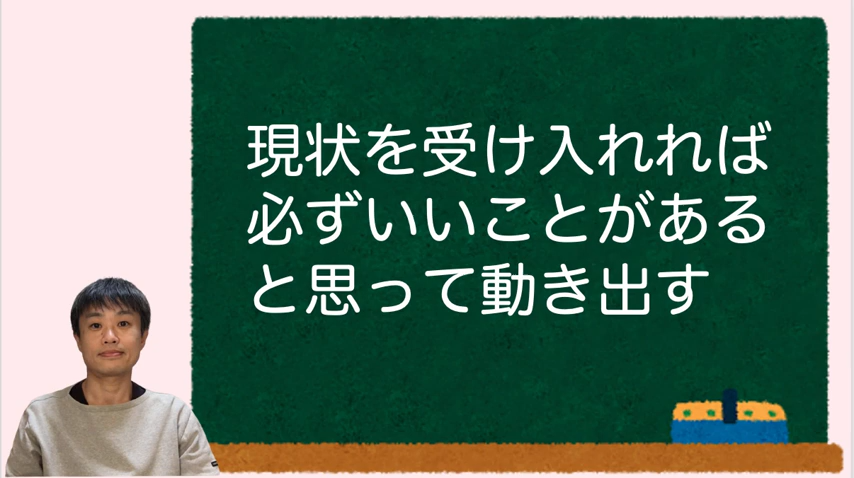 現状を受け入れれば
必ずいいことがある
と思って動き出す